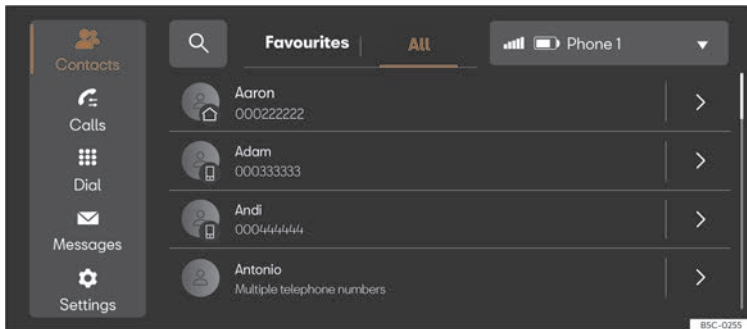 Contacts
Calls
Dial
Messages
Settings
Favourites
All
Phone 1
Aaron
000222222
Adam
000333333
Andi
000444444
Antonio
Multiple telephone numbers
BSC-0255